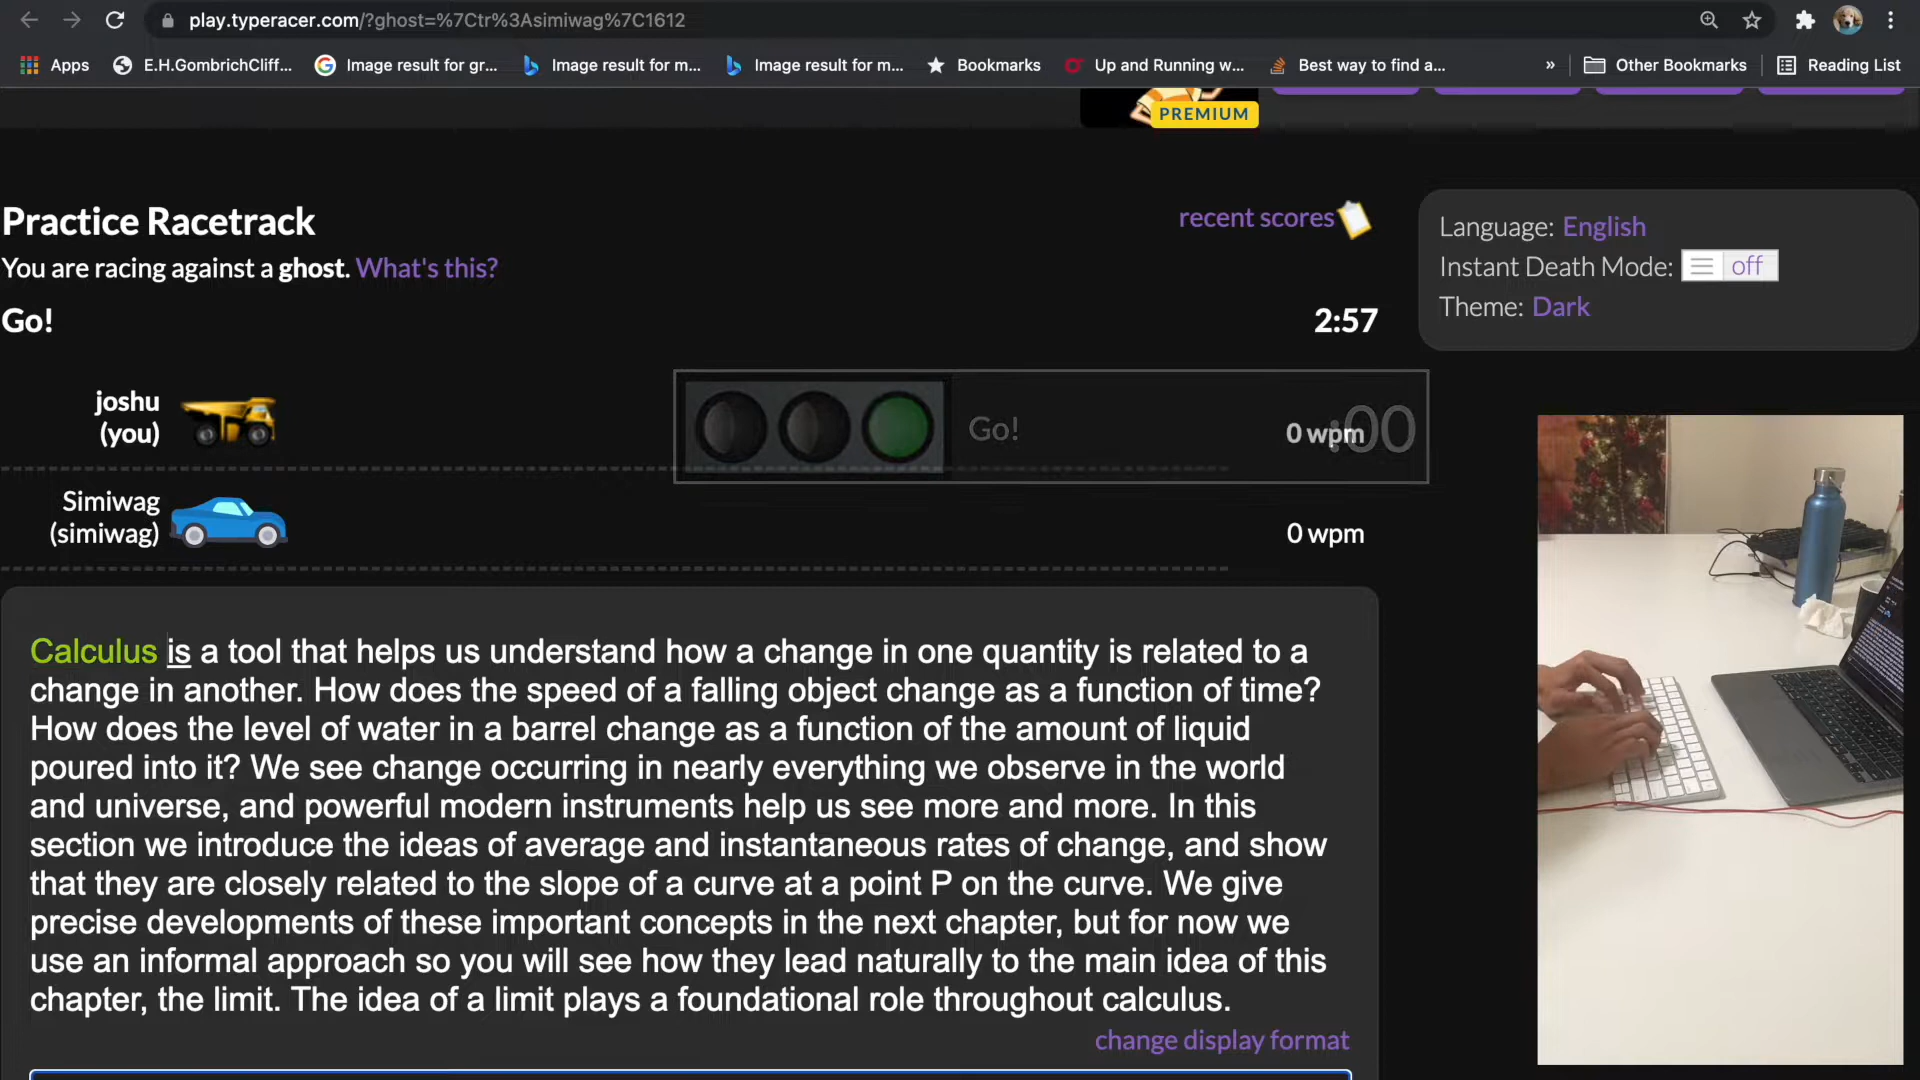 play.typeracer.com/?ghost=%7Ctr%3Asimiwag%7C1612
Apps
E.H.GombrichCliff...
Image result for gr...
Image result for m...
Image result for m...
Bookmarks
Up and Running w...
Best way to find a...
»
Other Bookmarks
Reading List
PREMIUM
Practice Racetrack
recent scores
You are racing against a ghost. What's this?
Go!
2:57
Language: English
Instant Death Mode: off
Theme: Dark
joshu
(you)
Go!
:00
0 wpm
Simiwag
(simiwag)
0 wpm
Calculus is a tool that helps us understand how a change in one quantity is related to a
change in another. How does the speed of a falling object change as a function of time?
How does the level of water in a barrel change as a function of the amount of liquid
poured into it? We see change occurring in nearly everything we observe in the world
and universe, and powerful modern instruments help us see more and more. In this
section we introduce the ideas of average and instantaneous rates of change, and show
that they are closely related to the slope of a curve at a point P on the curve. We give
precise developments of these important concepts in the next chapter, but for now we
use an informal approach so you will see how they lead naturally to the main idea of this
chapter, the limit. The idea of a limit plays a foundational role throughout calculus.
change display format